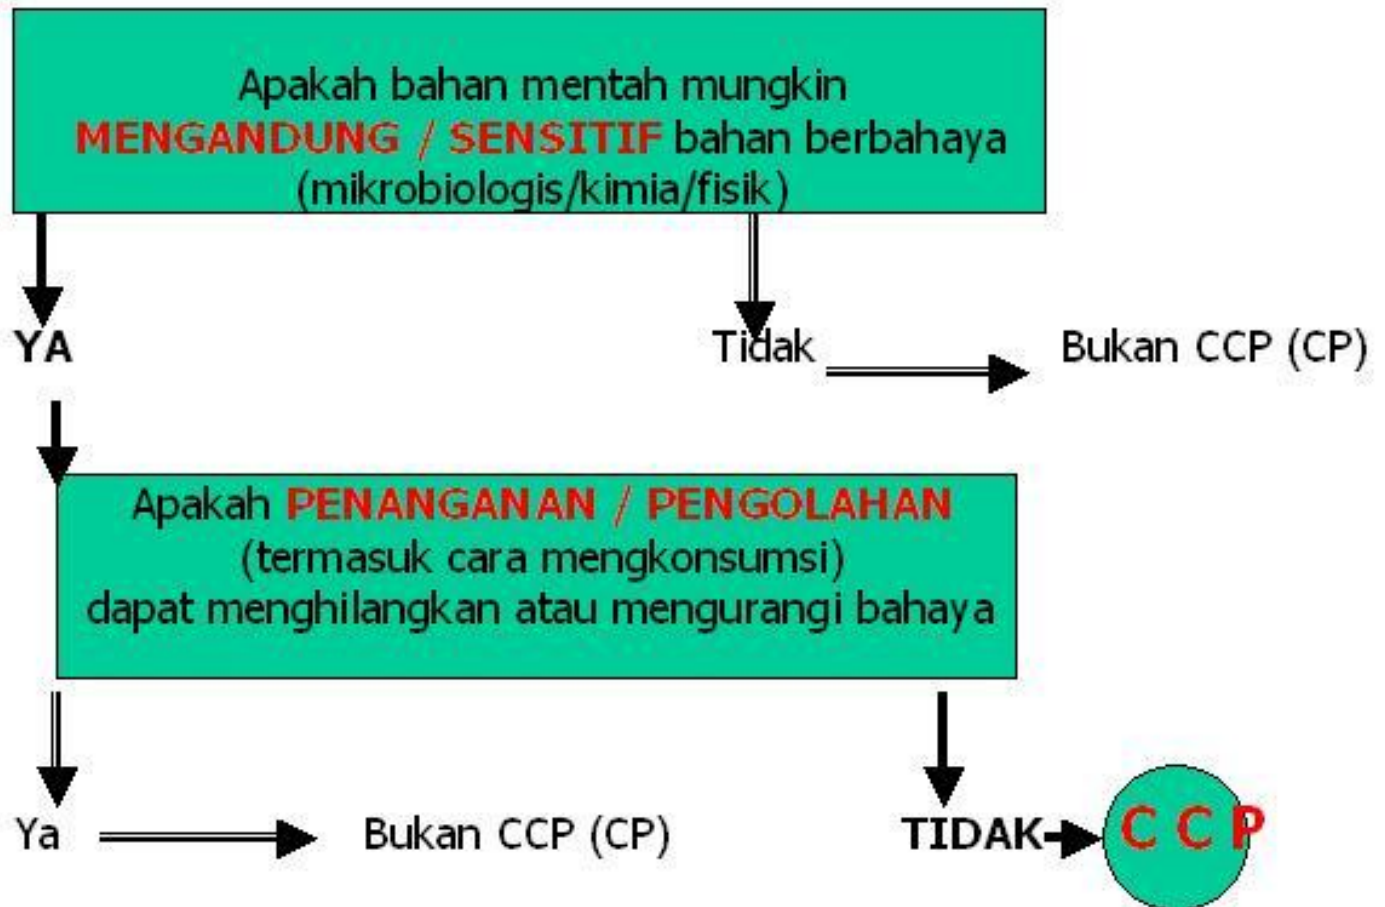 Apakah bahan mentah mungkin
MENGANDUNG / SENSITIF bahan berbahaya
(mikrobiologis/kimia/fisik)
YA
Tidak
Bukan CCP (CP)
Apakah PENANGANAN / PENGOLAHAN
(termasuk cara mengkonsumsi)
dapat menghilangkan atau mengurangi bahaya
Ya
Bukan CCP (CP)
TIDAK
C C P